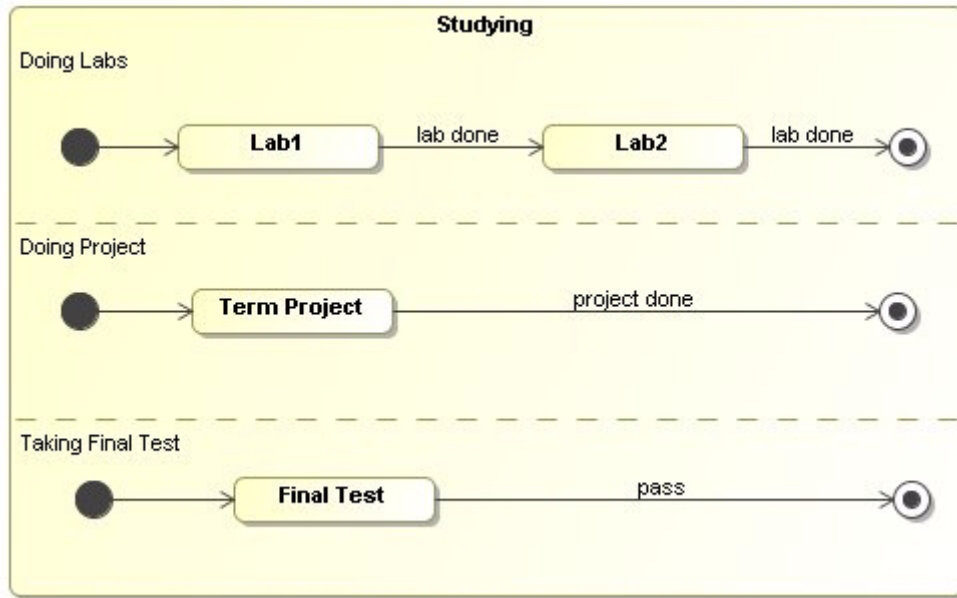 Studying
Doing Labs
Lab1
lab done
Lab2
lab done
Doing Project
Term Project
project done
Taking Final Test
Final Test
pass